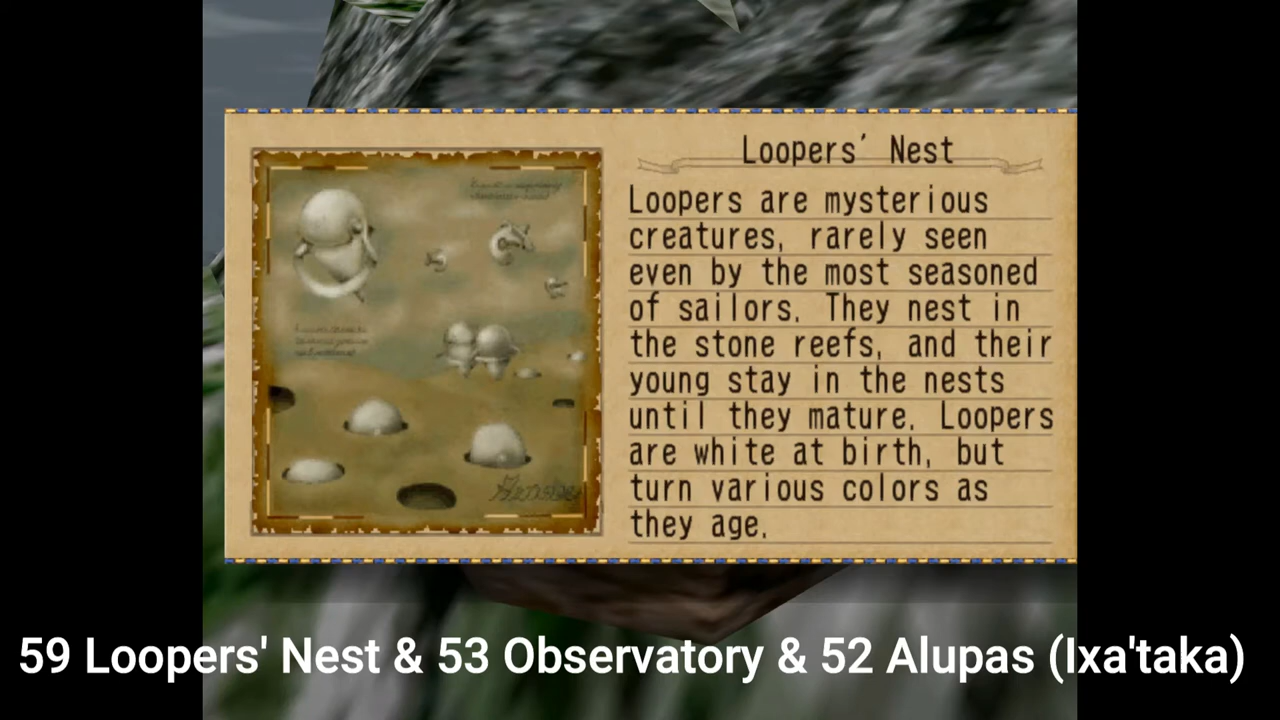 Loopers' Nest
Loopers are mysterious
creatures, rarely seen
even by the most seasoned
of sailors. They nest in
the stone reefs, and their
young stay in the nests
until they mature. Loopers
are white at birth, but
turn various colors as
they age.
59 Loopers' Nest & 53 Observatory & 52 Alupas (Ixa'taka)